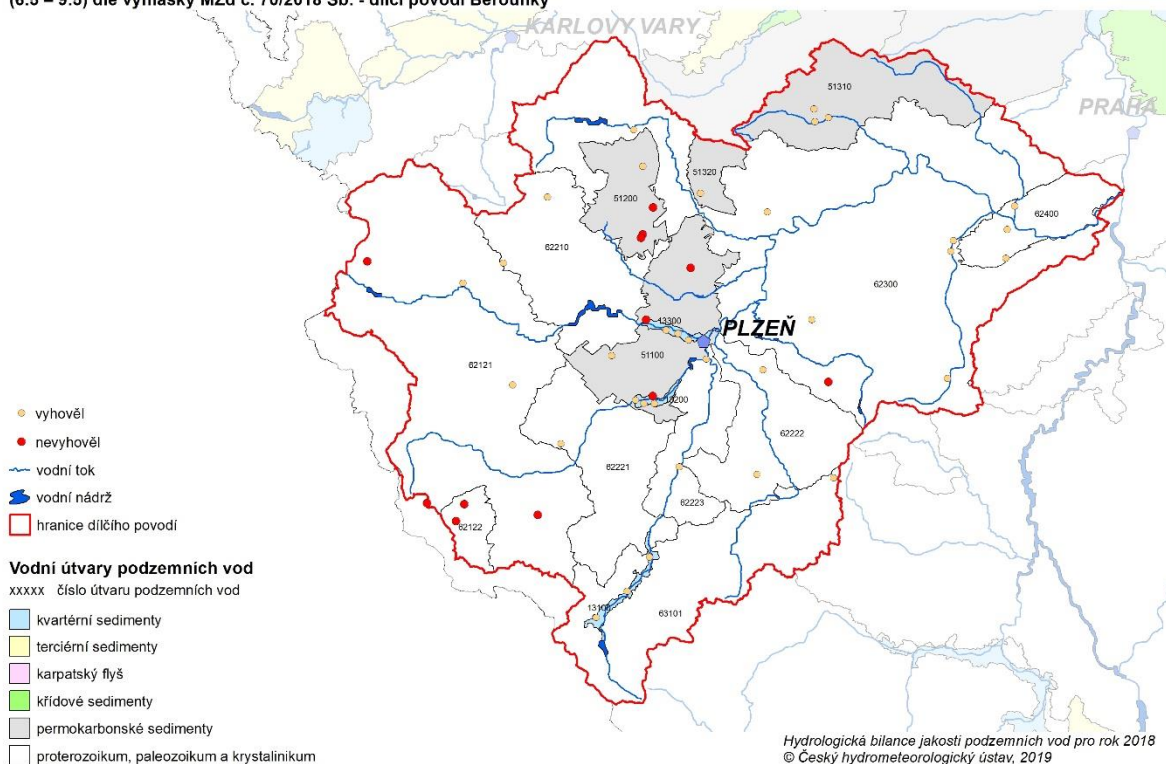 (6.5 – 9.5) dle vyhlášky MZd č. 70/2018 Sb. - dílčí povodí Berounky
KARLOVY VARY
51310
PRAHA
51320
51200
62400
62210
62300
13300
PLZEŇ
51100
62121
13200
62222
62221
62223
62122
13100
63101
vyhověl
nevyhověl
vodní tok
vodní nádrž
hranice dílčího povodí
Vodní útvary podzemních vod
xxxxx číslo útvaru podzemních vod
kvartérní sedimenty
terciérní sedimenty
karpatský flyš
křídové sedimenty
permokarbonské sedimenty
proterozoikum, paleozoikum a krystalinikum
Hydrologická bilance jakosti podzemních vod pro rok 2018
© Český hydrometeorologický ústav, 2019